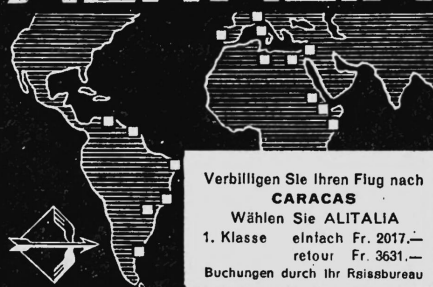 Verbilligen Sie Ihren Flug nach
CARACAS
Wählen Sie ALITALIA
1. Klasse einfach Fr. 2017.—
retour Fr. 3631.—
Buchungen durch Ihr Reisebureau